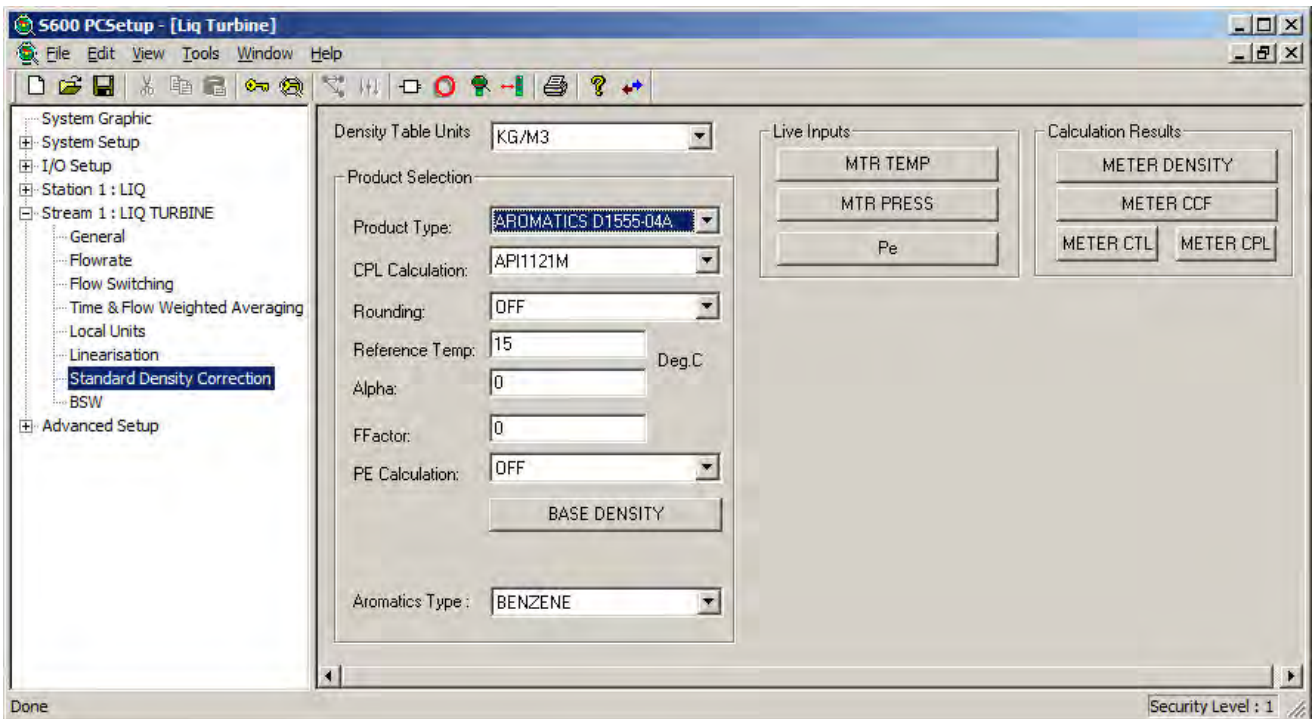 S600 PCSetup - [Liq Turbine]
File Edit View Tools Window Help
System Graphic
System Setup
I/O Setup
Station 1 : LIQ
Stream 1 : LIQ TURBINE
General
Flowrate
Flow Switching
Time & Flow Weighted Averaging
Local Units
Linearisation
Standard Density Correction
BSW
Advanced Setup
Density Table Units KG/M3
Product Selection
Product Type: AROMATICS D1555-04A
CPL Calculation: API1121M
Rounding: OFF
Reference Temp: 15 Deg.C
Alpha: 0
FFactor: 0
PE Calculation: OFF
BASE DENSITY
Aromatics Type : BENZENE
Live Inputs
MTR TEMP
MTR PRESS
Pe
Calculation Results
METER DENSITY
METER CCF
METER CTL METER CPL
Done Security Level : 1